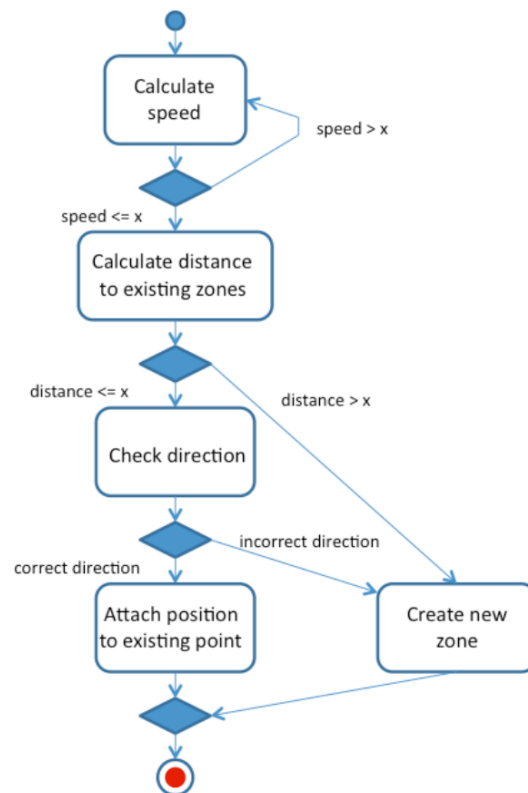 Calculate
speed
speed > x
speed <= x
Calculate distance
to existing zones
distance <= x
distance > x
Check direction
incorrect direction
correct direction
Attach position
to existing point
Create new
zone